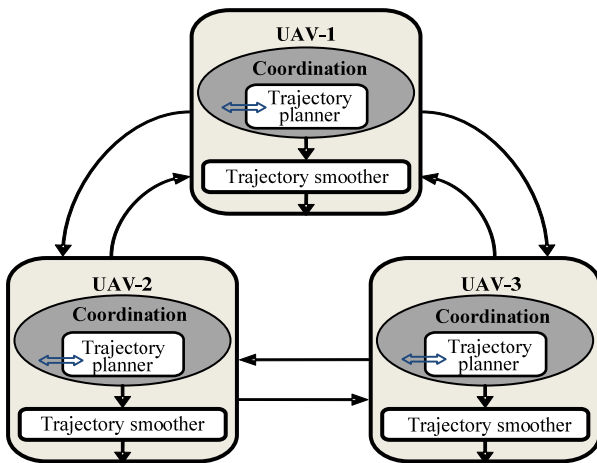 UAV-1
Coordination
Trajectory
planner
Trajectory smoother
UAV-2
Coordination
Trajectory
planner
Trajectory smoother
UAV-3
Coordination
Trajectory
planner
Trajectory smoother